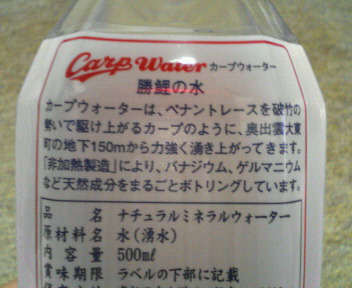 Carp Water カープウォーター
勝鯉の水
カープウォーターは、ペナントレースを破竹の
勢いで駆け上がるカープのように、奥出雲大東
町の地下150mから力強く湧き上がってきます。
「非加熱製造」により、バナジウム、ゲルマニウム
など天然成分をまるごとボトリングしています。
品名 ナチュラルミネラルウォーター
原材料名 水(湧水)
内容量 500mℓ
賞味期限 ラベルの下部に記載